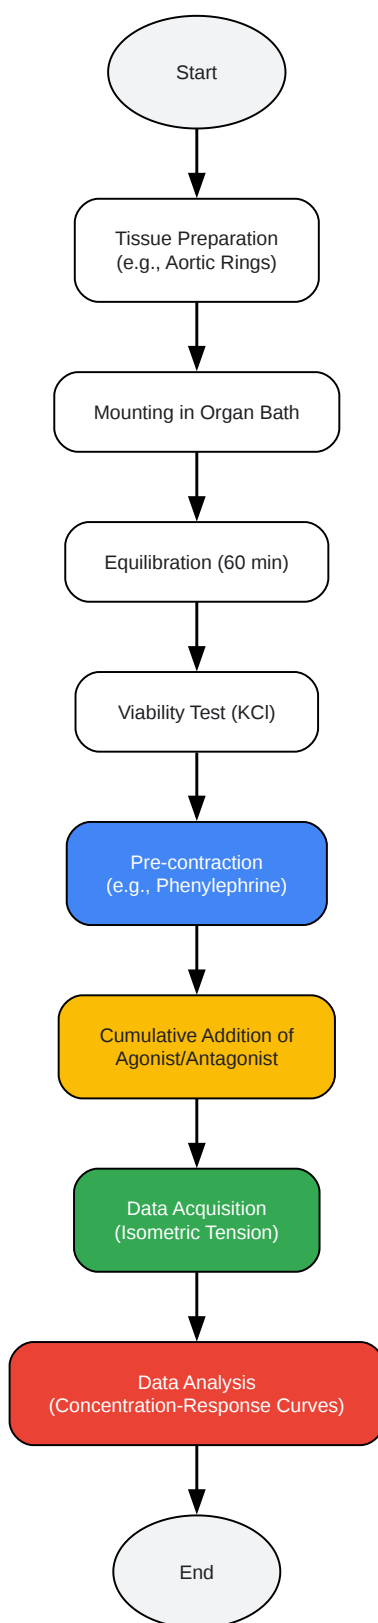 Start
Tissue Preparation
(e.g., Aortic Rings)
Mounting in Organ Bath
Equilibration (60 min)
Viability Test (KCl)
Pre-contraction
(e.g., Phenylephrine)
Cumulative Addition of
Agonist/Antagonist
Data Acquisition
(Isometric Tension)
Data Analysis
(Concentration-Response Curves)
End